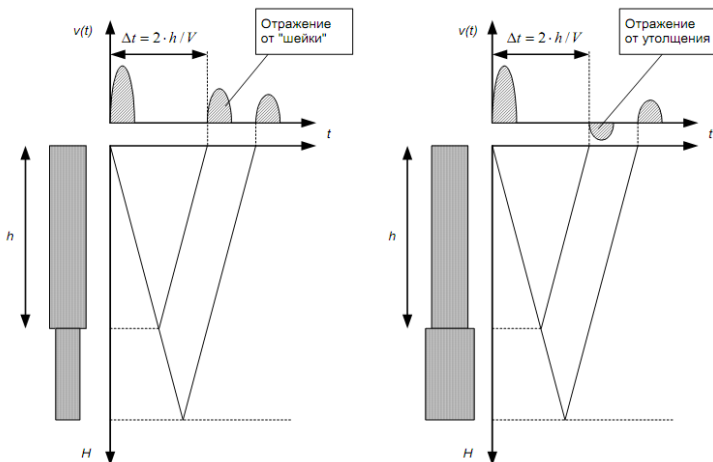 v(t)
Δt = 2 · h / V
Отражение
от "шейки"
t
h
H
v(t)
Δt = 2 · h / V
Отражение
от утолщения
t
h
H